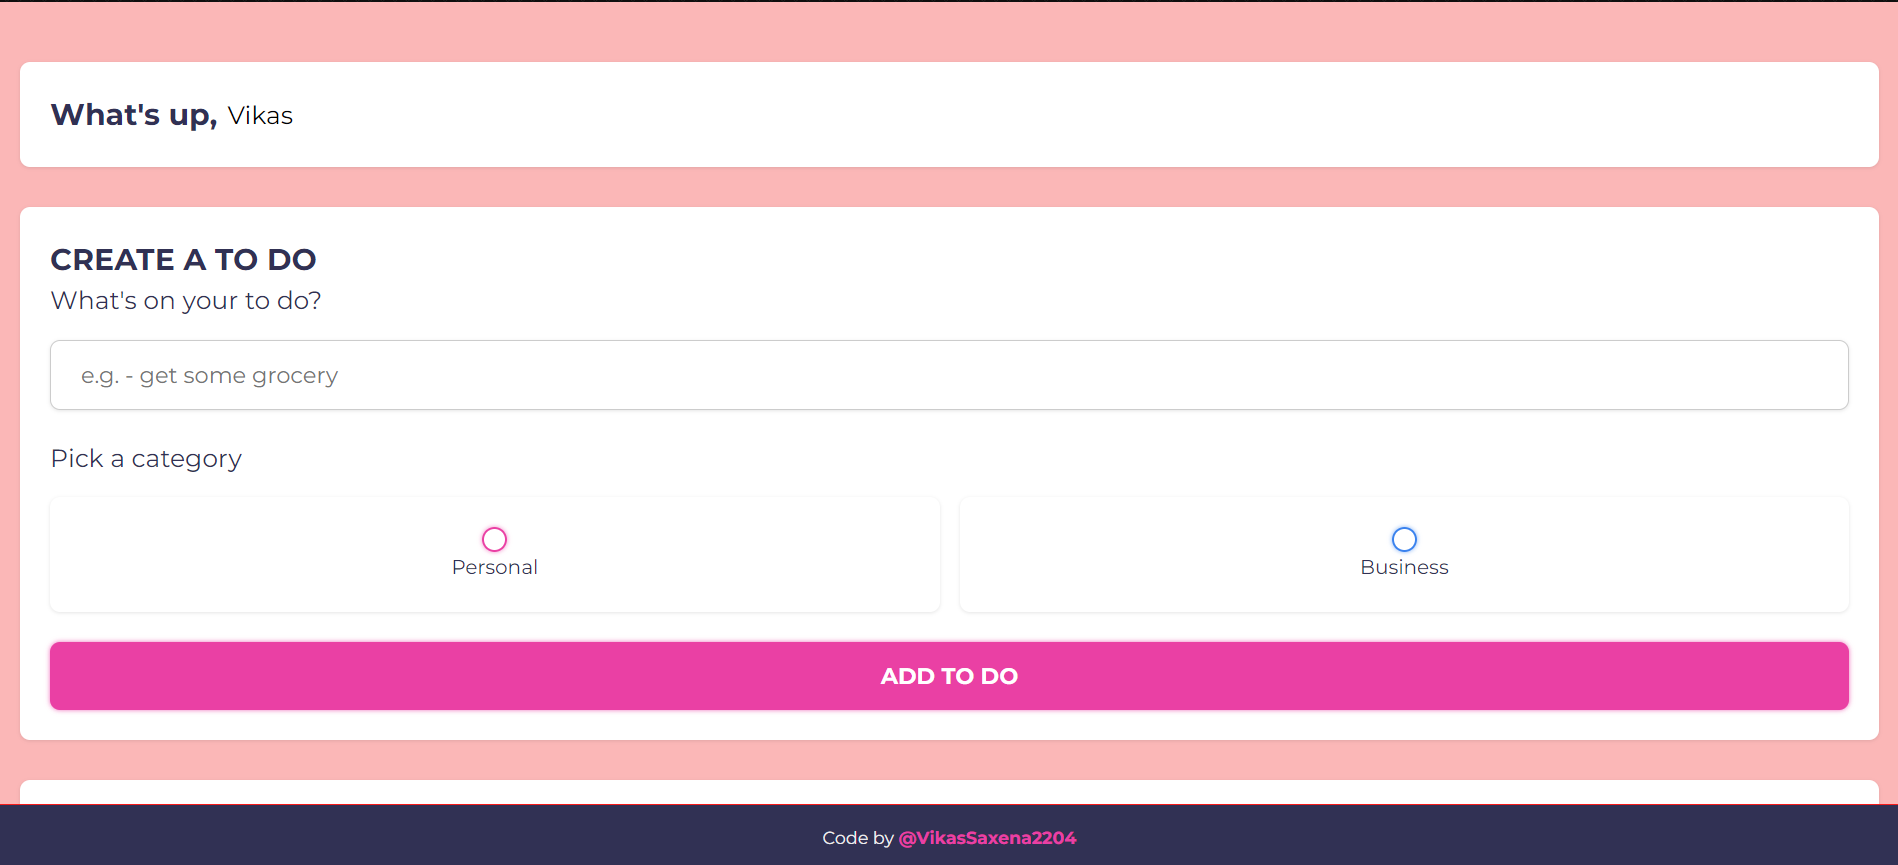 What's up, Vikas
CREATE A TO DO
What's on your to do?
e.g. - get some grocery
Pick a category
Personal
Business
ADD TO DO
Code by @VikasSaxena2204